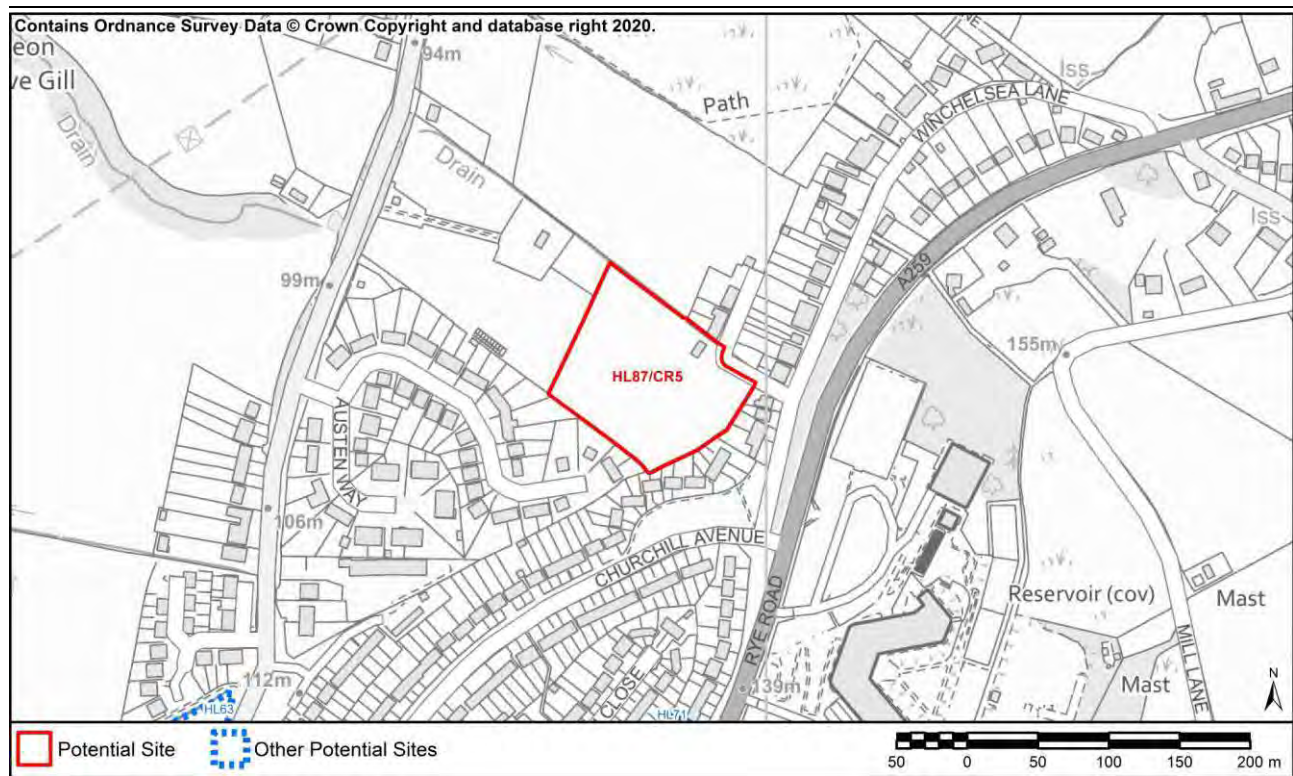 Contains Ordnance Survey Data © Crown Copyright and database right 2020.
eon
ve Gill
94m
Path
Iss
WINCHELSEA LANE
Drain
Drain
A259
Iss
99m
155m
HL87/CR5
AUSTEN WAY
106m
CHURCHILL AVENUE
Reservoir (cov)
Mast
RYE ROAD
CLOSE
MILL LANE
112m
139m
Mast
HL63
HL71
N
Potential Site
Other Potential Sites
50 0 50 100 150 200 m